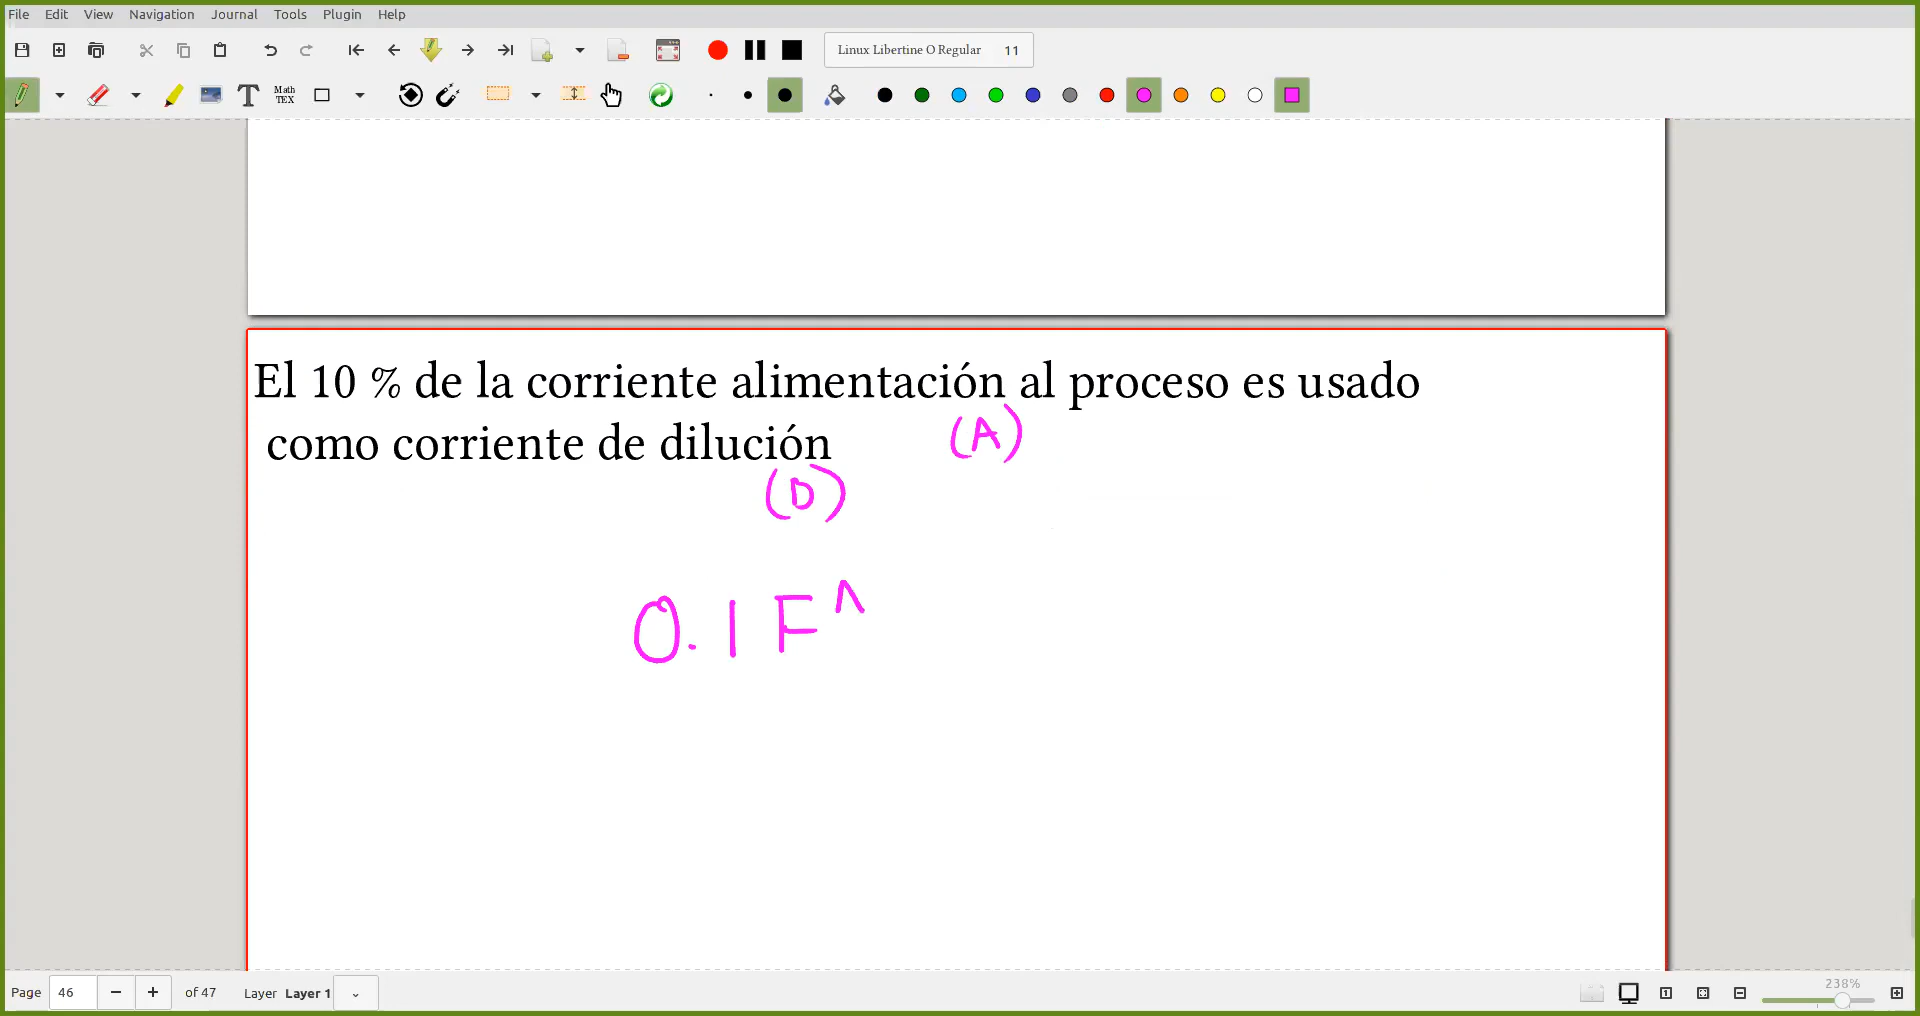 File Edit View Navigation Journal Tools Plugin Help
Linux Libertine O Regular 11
Math
TEX
El 10 % de la corriente alimentación al proceso es usado
como corriente de dilución
(A)
(D)
0.1 F^
Page 46 of 47 Layer Layer 1
238%